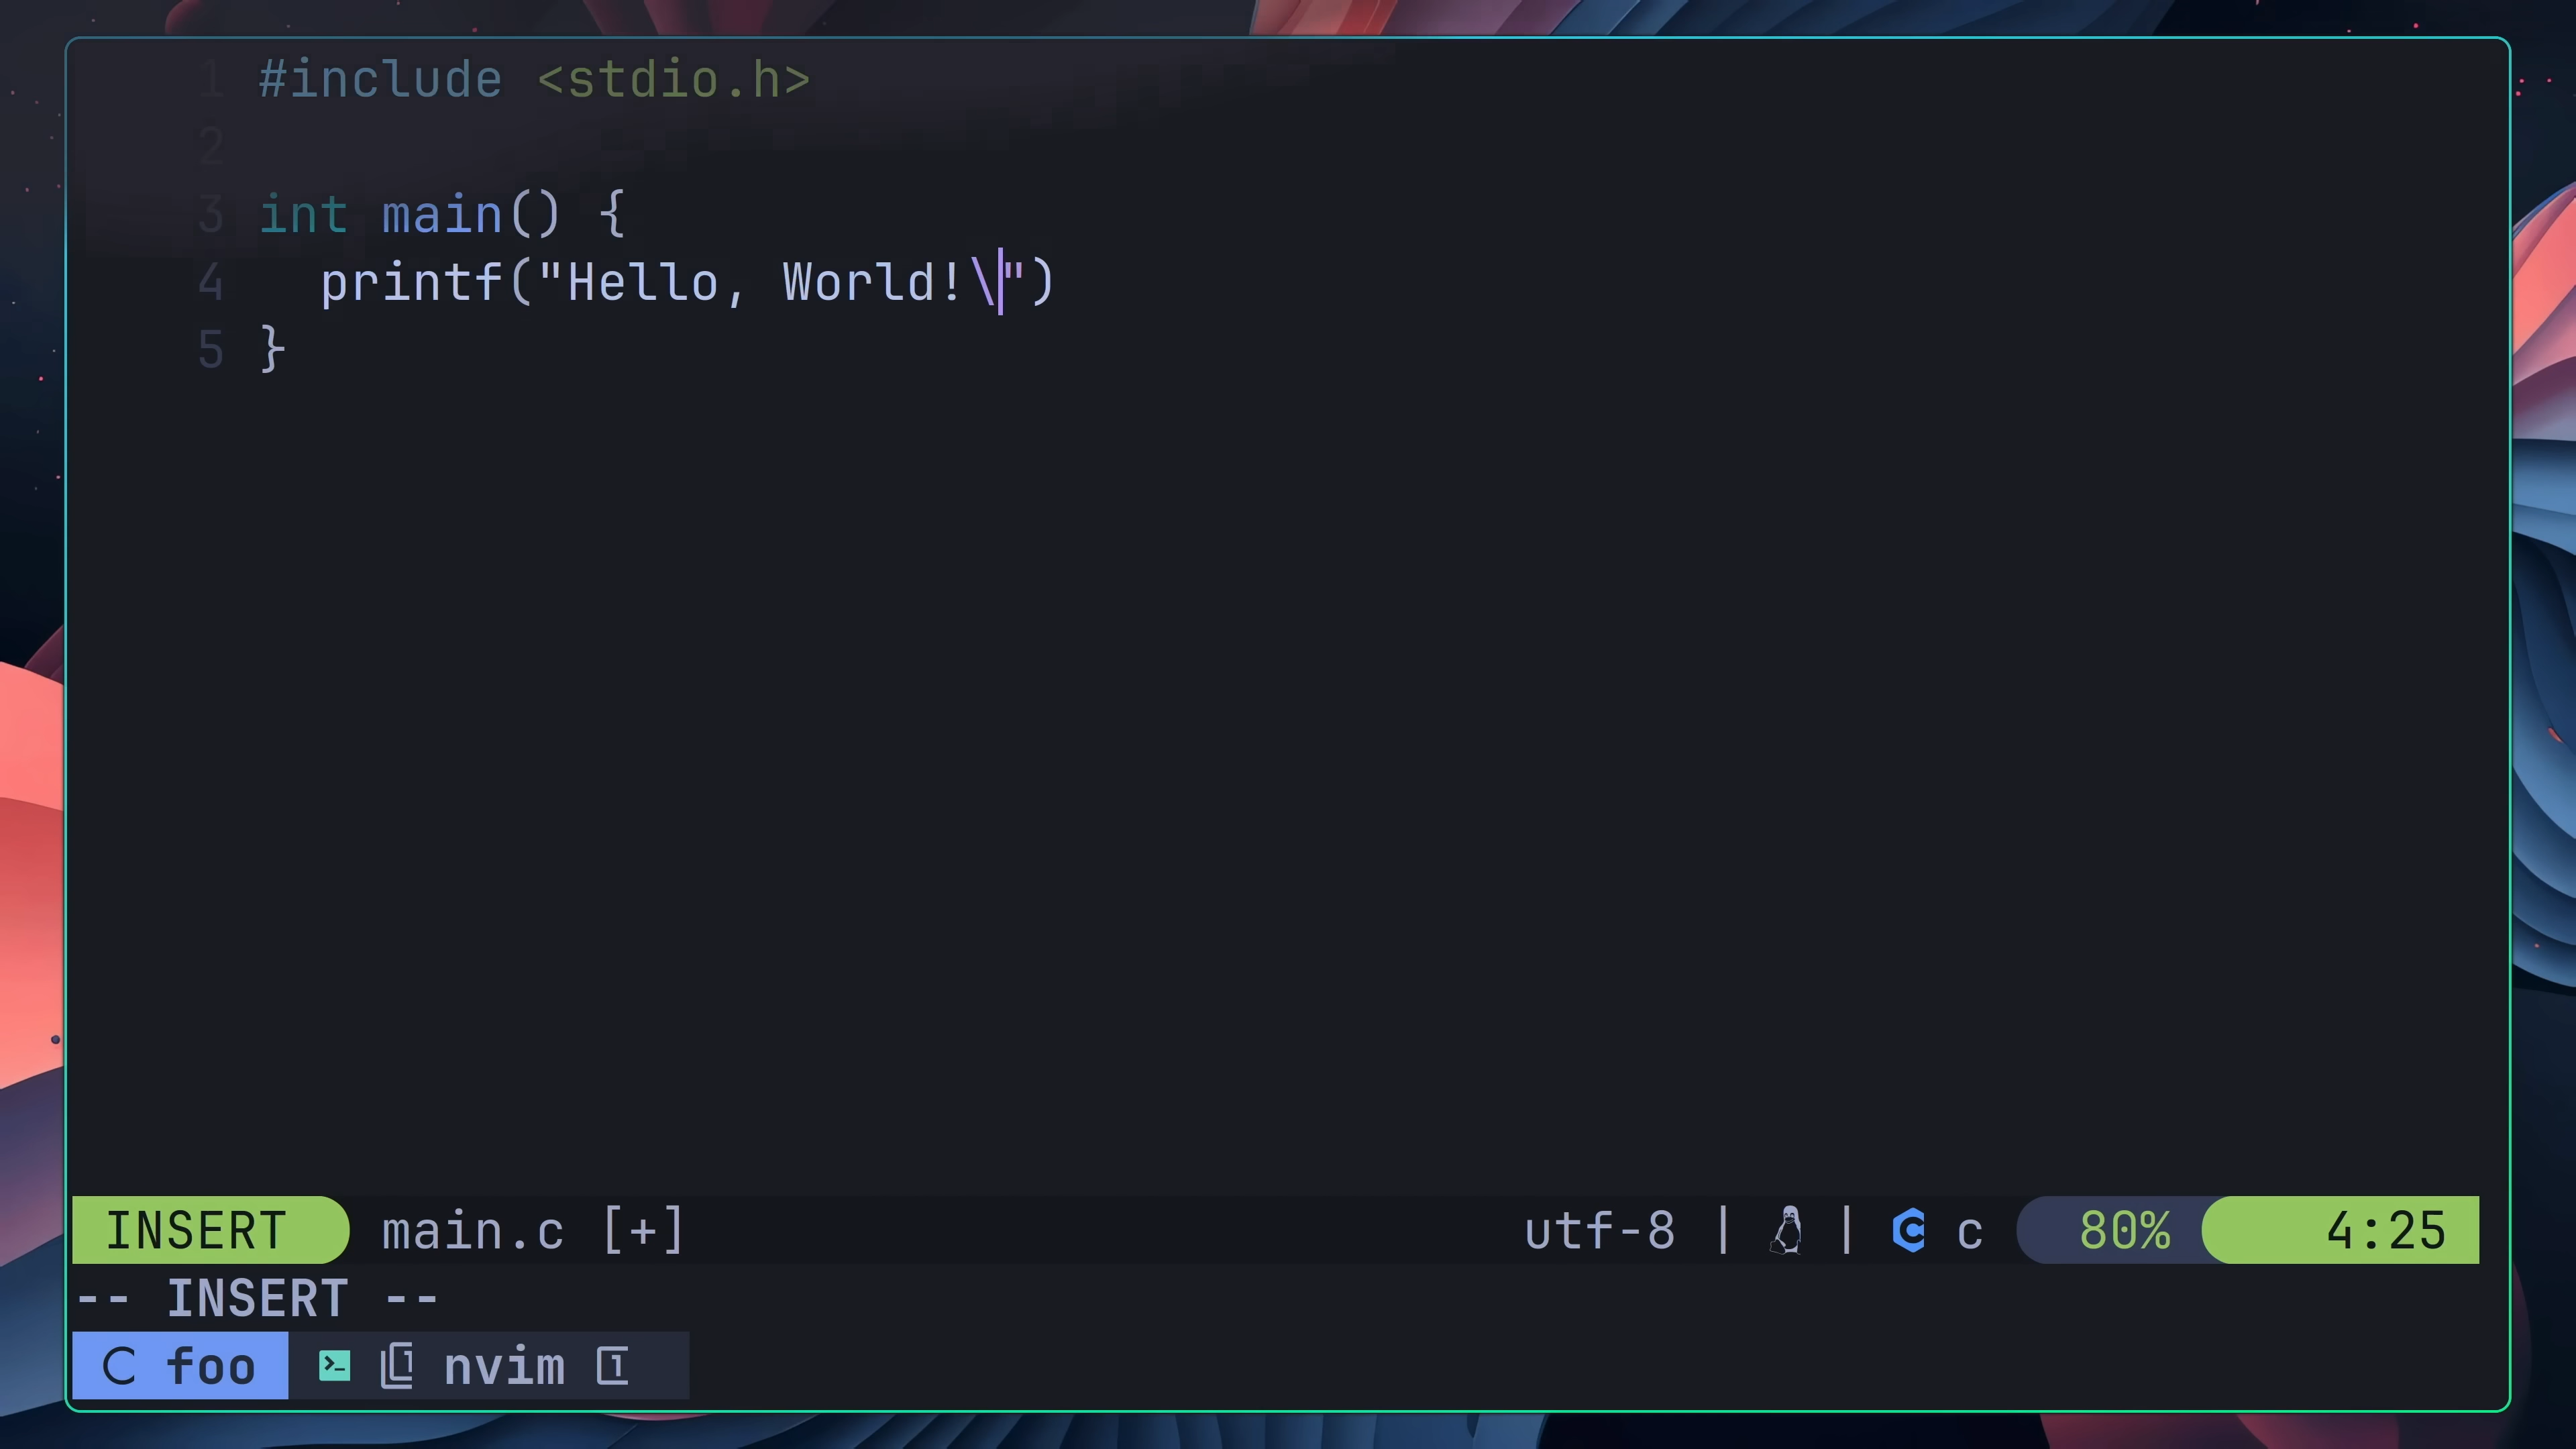 1 #include <stdio.h>
2
3 int main() {
4   printf("Hello, World!\")
5 }
INSERT main.c [+] utf-8 | | c 80% 4:25
-- INSERT --
foo nvim 1